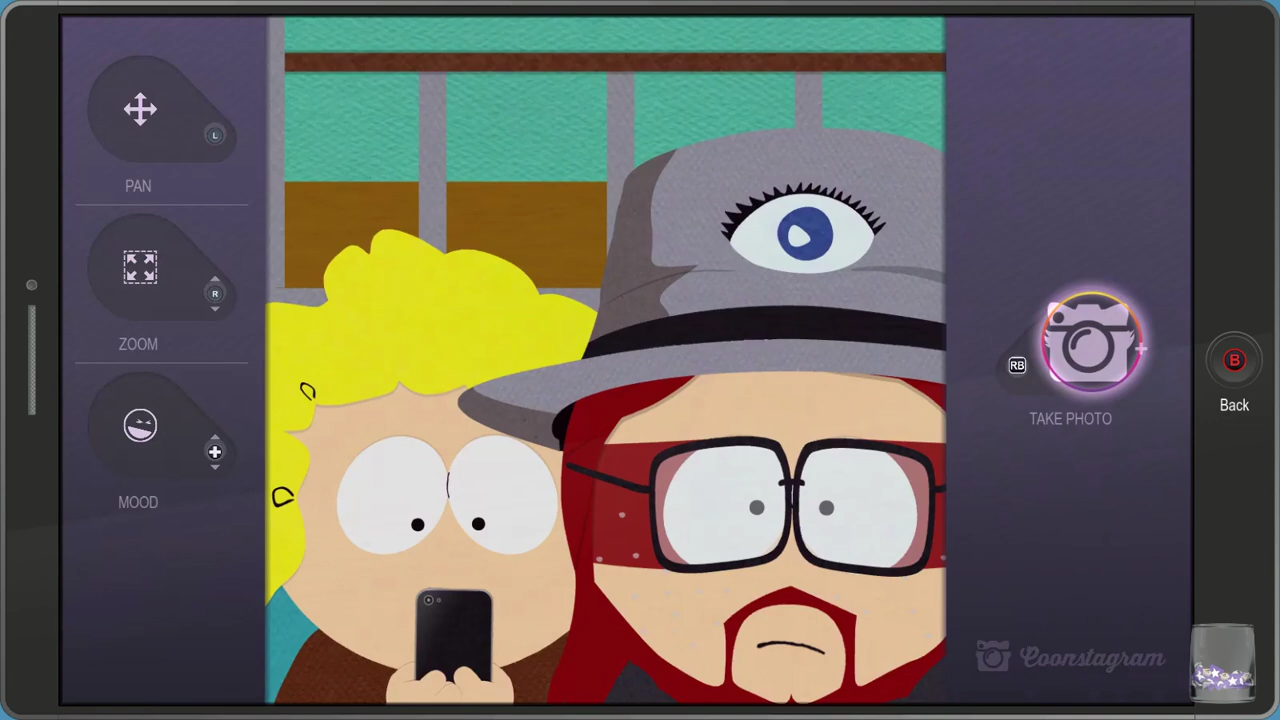 L
PAN
R
ZOOM
MOOD
RB
TAKE PHOTO
B
Back
Coonstagram